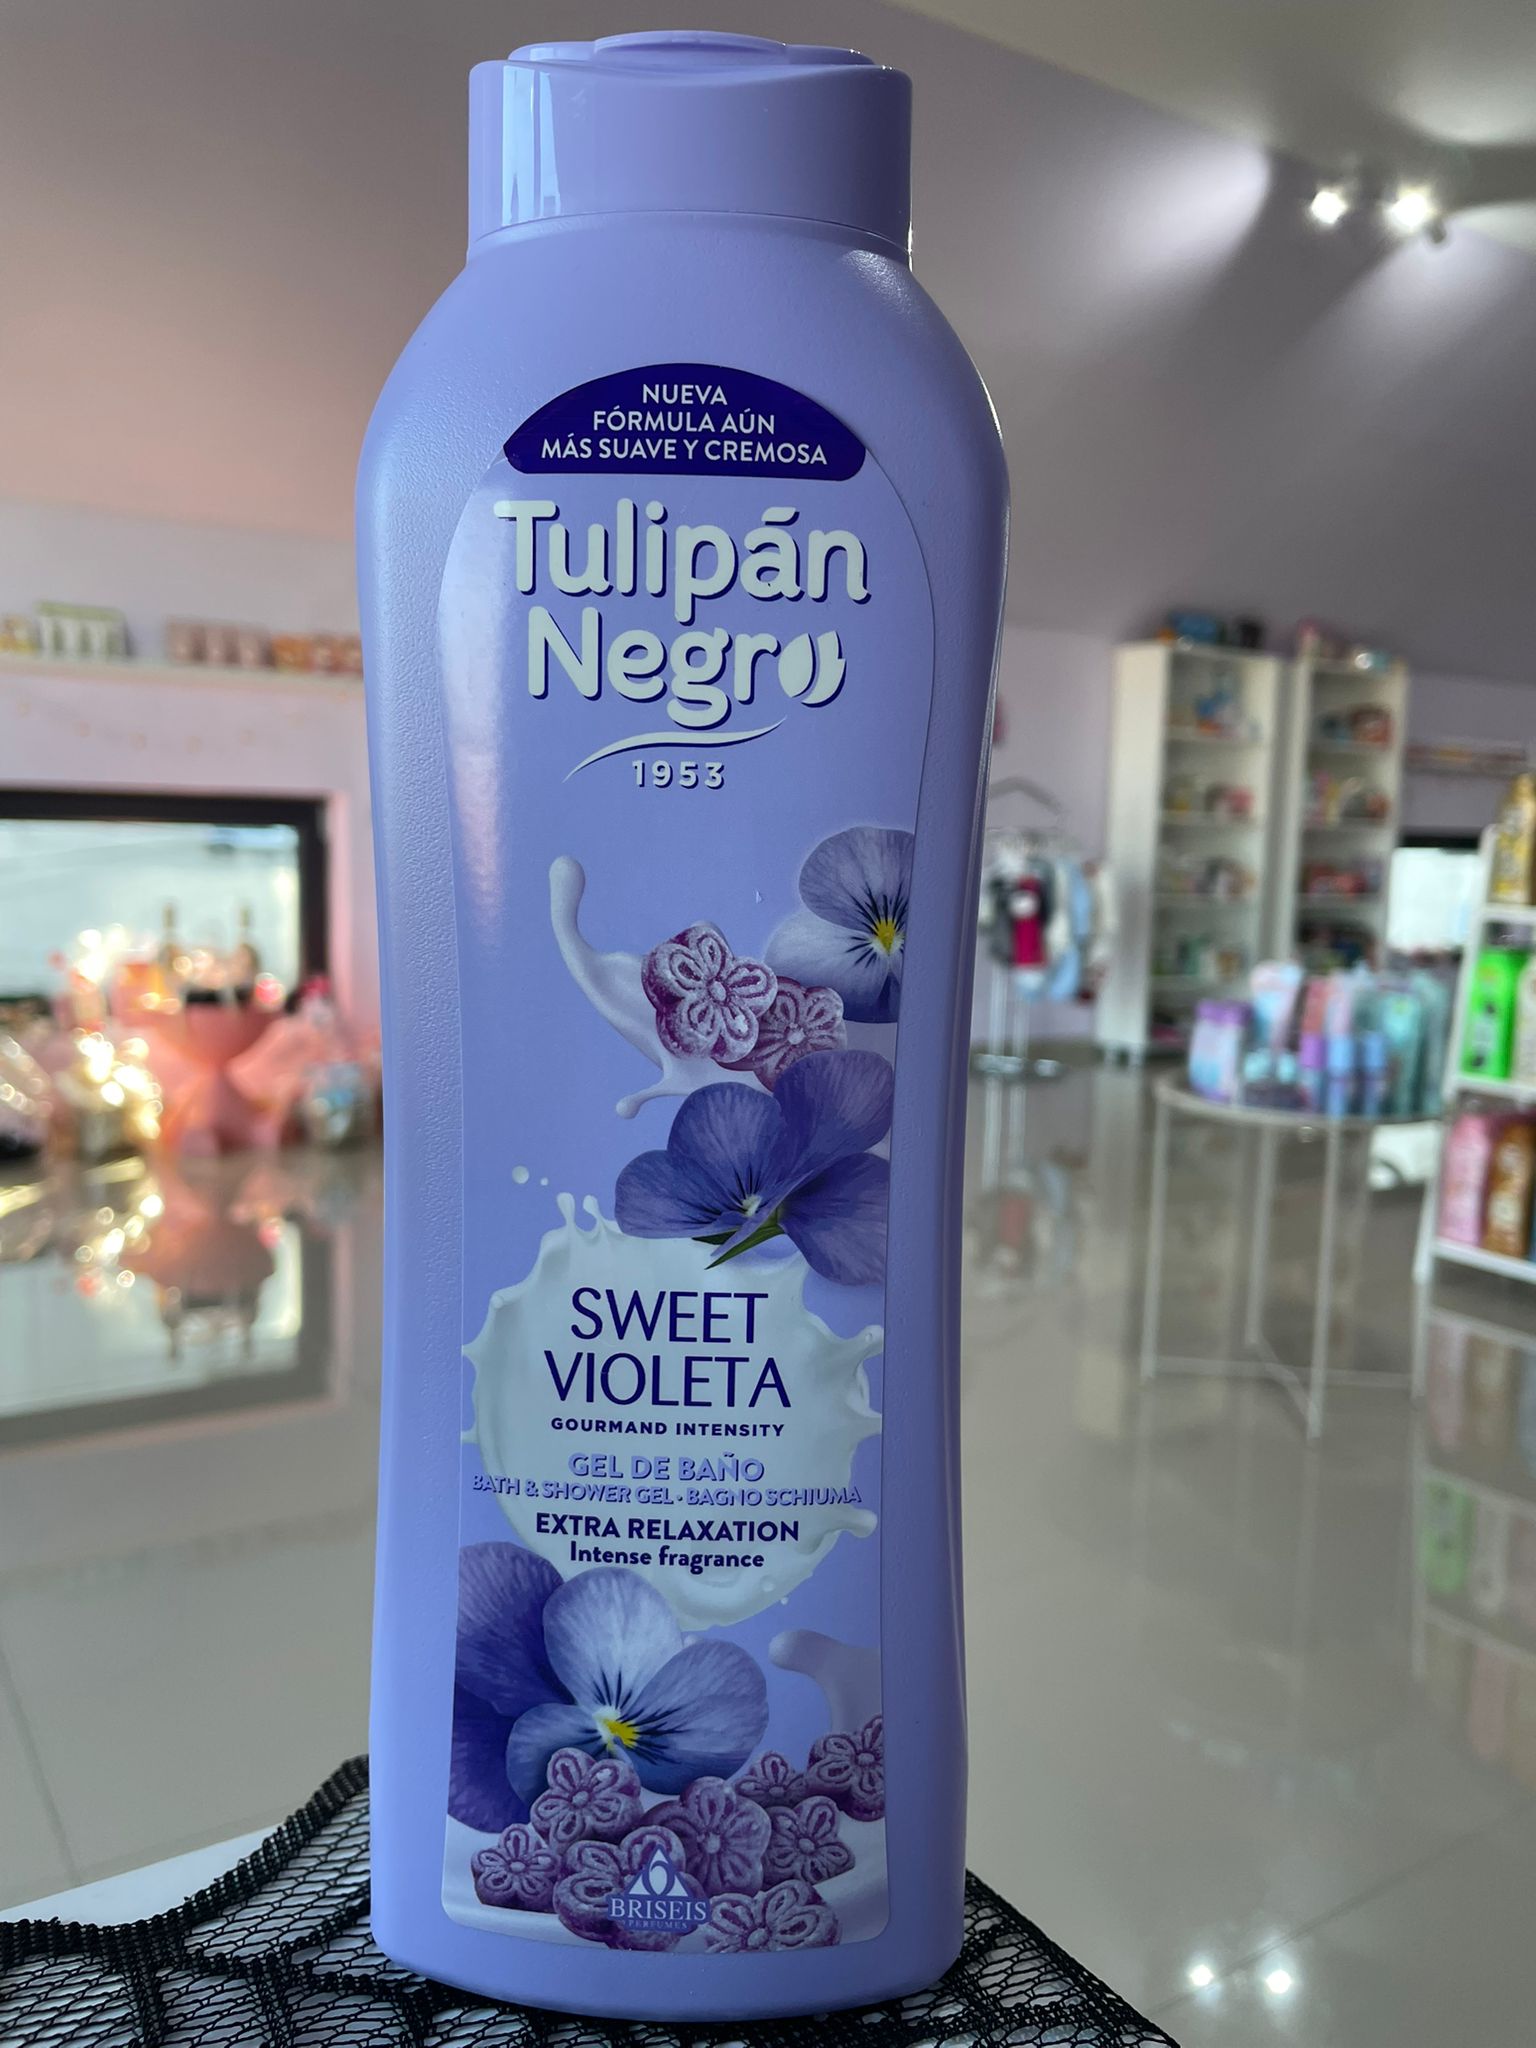 NUEVA
FÓRMULA AÚN
MÁS SUAVE Y CREMOSA
Tulipán
Negro
1953
SWEET
VIOLETA
GOURMAND INTENSITY
GEL DE BAÑO
BATH & SHOWER GEL • BAGNO SCHIUMA
EXTRA RELAXATION
Intense fragrance
BRISEIS
PERFUMES